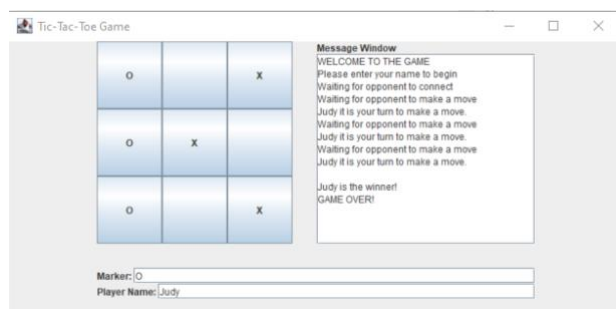 Tic-Tac-Toe Game
O X
O X
O X
Message Window
WELCOME TO THE GAME
Please enter your name to begin
Waiting for opponent to connect
Waiting for opponent to make a move
Judy it is your turn to make a move.
Waiting for opponent to make a move
Judy it is your turn to make a move.
Waiting for opponent to make a move
Judy it is your turn to make a move.
Judy is the winner!
GAME OVER!
Marker: O
Player Name: Judy